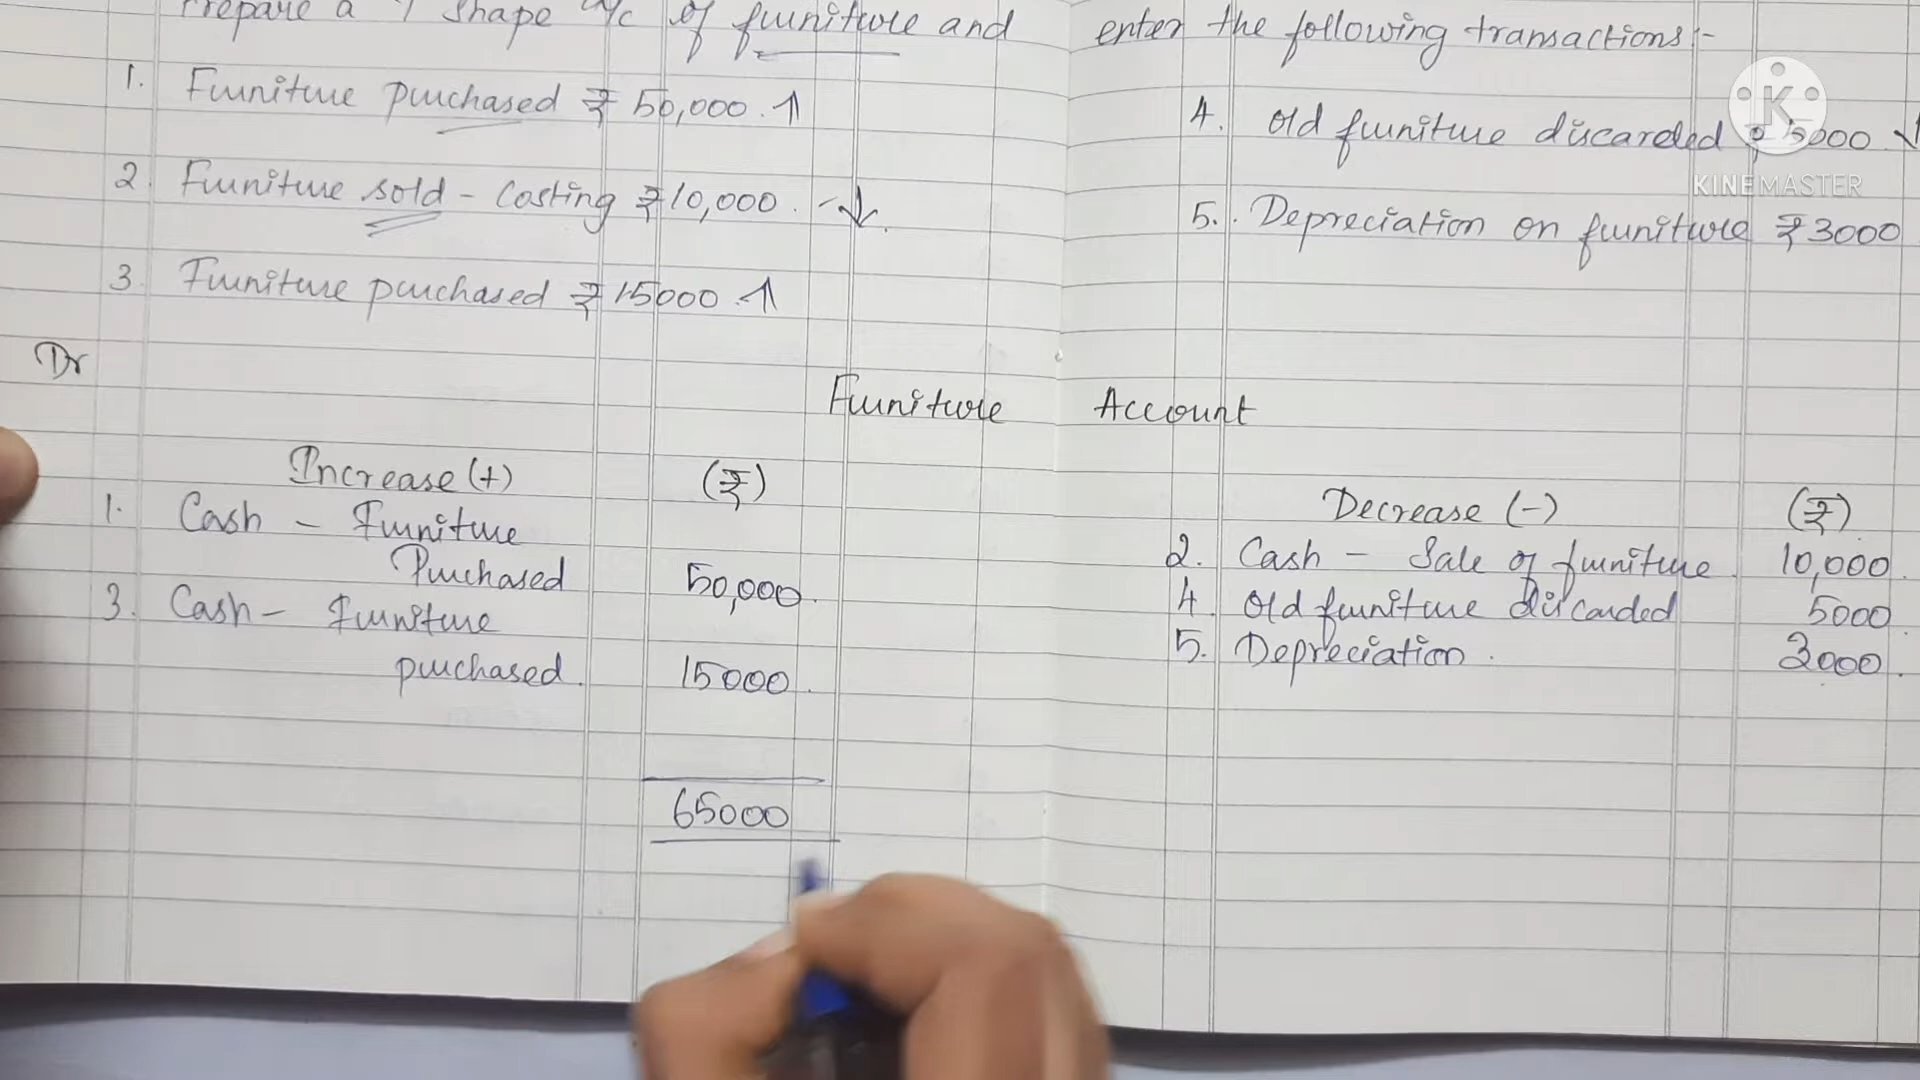 Prepare a T shape A/c of furniture and enter the following transactions:-
1. Furniture purchased ₹ 50,000. ↑
2. Furniture sold - Costing ₹10,000. - ↓
3. Furniture purchased ₹ 15000 ↑
4. Old furniture discarded ₹ 5000 ↓
5. Depreciation on furniture ₹3000
K
KINEMASTER
Dr
Furniture Account
Increase (+) (₹)
1. Cash - Furniture
Purchased 50,000.
3. Cash - Furniture
purchased. 15000.
65000
Decrease (-) (₹)
2. Cash - Sale of furniture. 10,000.
4. Old furniture discarded 5000.
5. Depreciation. 3000.